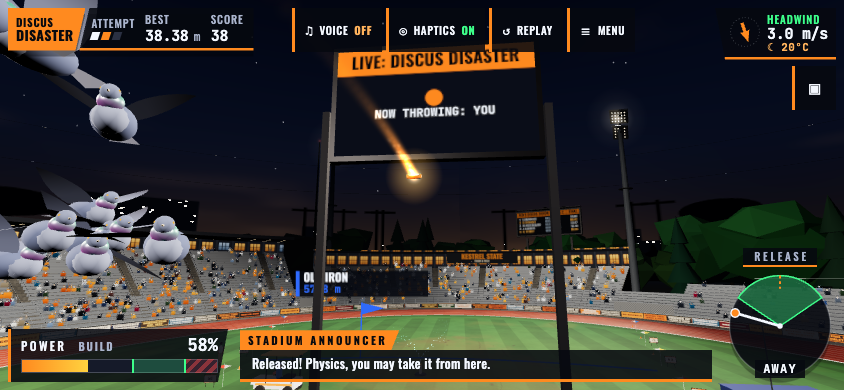 DISCUS
DISASTER
ATTEMPT
BEST
38.38 m
SCORE
38
♫ VOICE OFF
◎ HAPTICS ON
↺ REPLAY
≡ MENU
HEADWIND
3.0 m/s
☾ 20°C
LIVE: DISCUS DISASTER
NOW THROWING: YOU
KESTREL STATE
RELEASE
AWAY
POWER BUILD 58%
STADIUM ANNOUNCER
Released! Physics, you may take it from here.